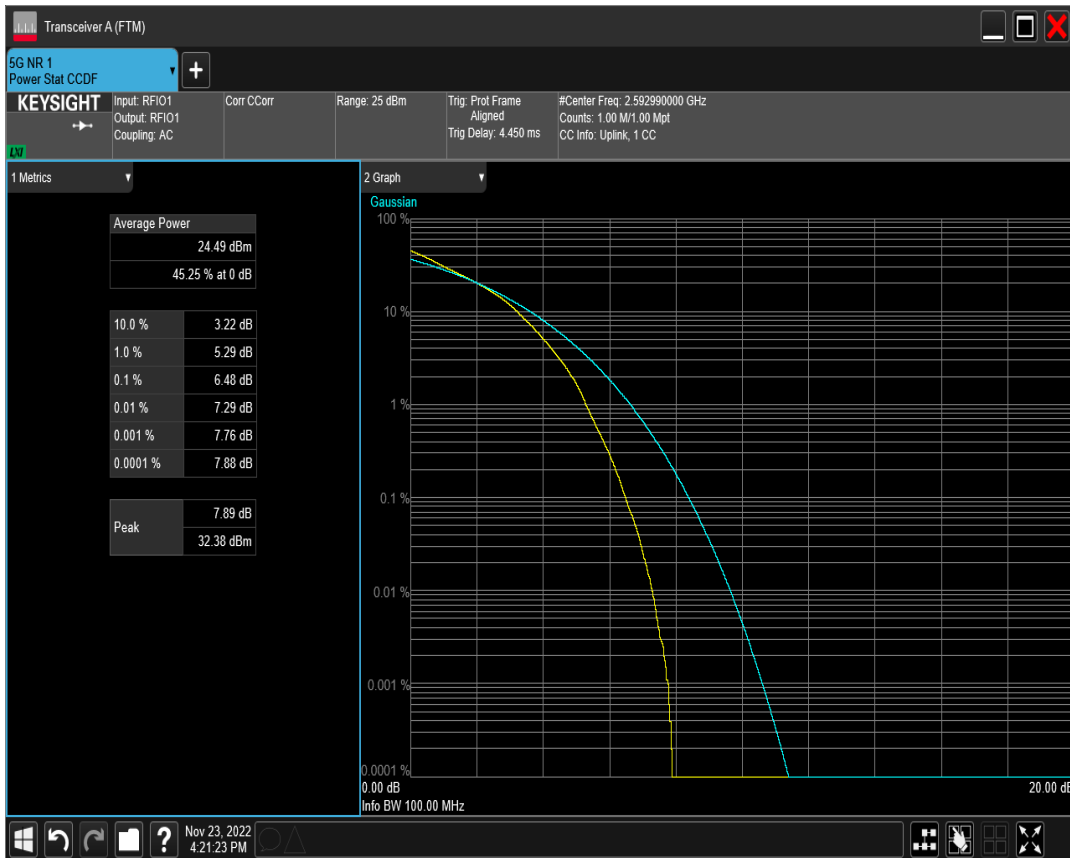 Transceiver A (FTM)
5G NR 1
Power Stat CCDF
+
KEYSIGHT
LXI
Input: RFIO1
Output: RFIO1
Coupling: AC
Corr CCorr
Range: 25 dBm
Trig: Prot Frame
Aligned
Trig Delay: 4.450 ms
#Center Freq: 2.592990000 GHz
Counts: 1.00 M/1.00 Mpt
CC Info: Uplink, 1 CC
1 Metrics
Average Power
24.49 dBm
45.25 % at 0 dB
10.0 % 3.22 dB
1.0 % 5.29 dB
0.1 % 6.48 dB
0.01 % 7.29 dB
0.001 % 7.76 dB
0.0001 % 7.88 dB
Peak
7.89 dB
32.38 dBm
2 Graph
Gaussian
100 %
10 %
1 %
0.1 %
0.01 %
0.001 %
0.0001 %
0.00 dB
20.00 dB
Info BW 100.00 MHz
?
Nov 23, 2022
4:21:23 PM